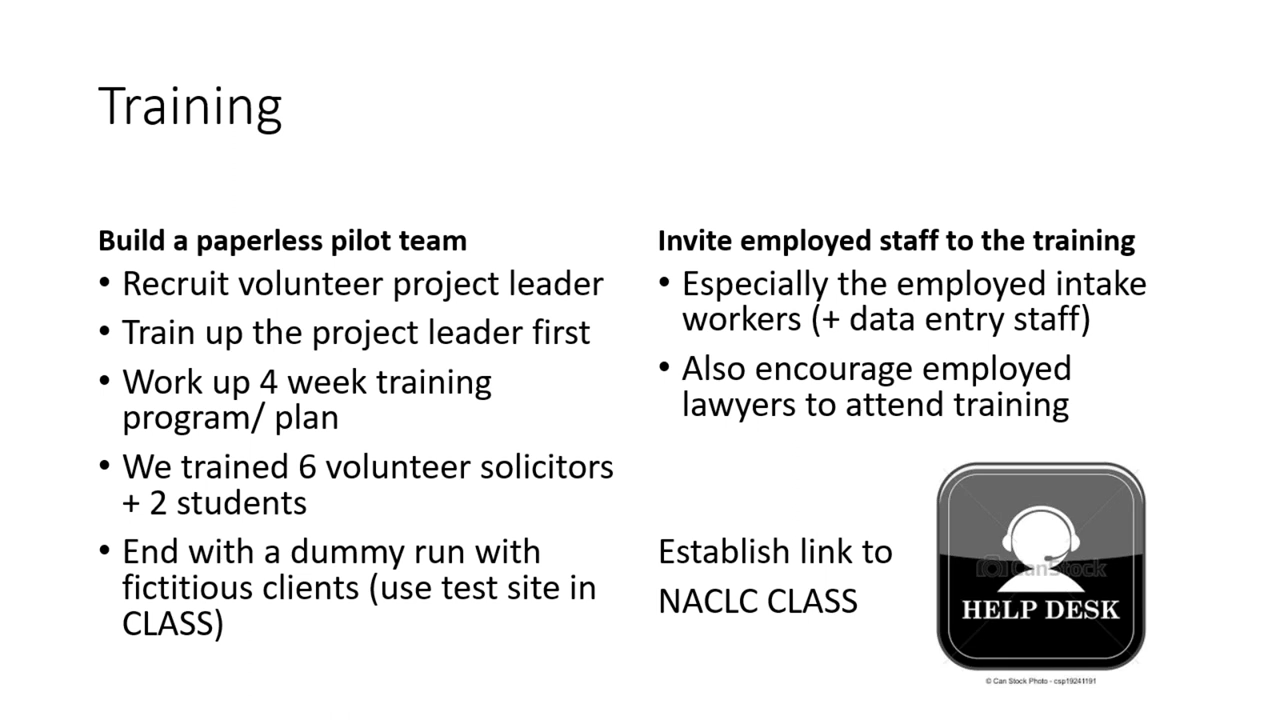 Training
Build a paperless pilot team
• Recruit volunteer project leader
• Train up the project leader first
• Work up 4 week training
program/ plan
• We trained 6 volunteer solicitors
+ 2 students
• End with a dummy run with
fictitious clients (use test site in
CLASS)
Invite employed staff to the training
• Especially the employed intake
workers (+ data entry staff)
• Also encourage employed
lawyers to attend training
Establish link to
NACLC CLASS
CanStock
HELP DESK
© Can Stock Photo - csp19241191